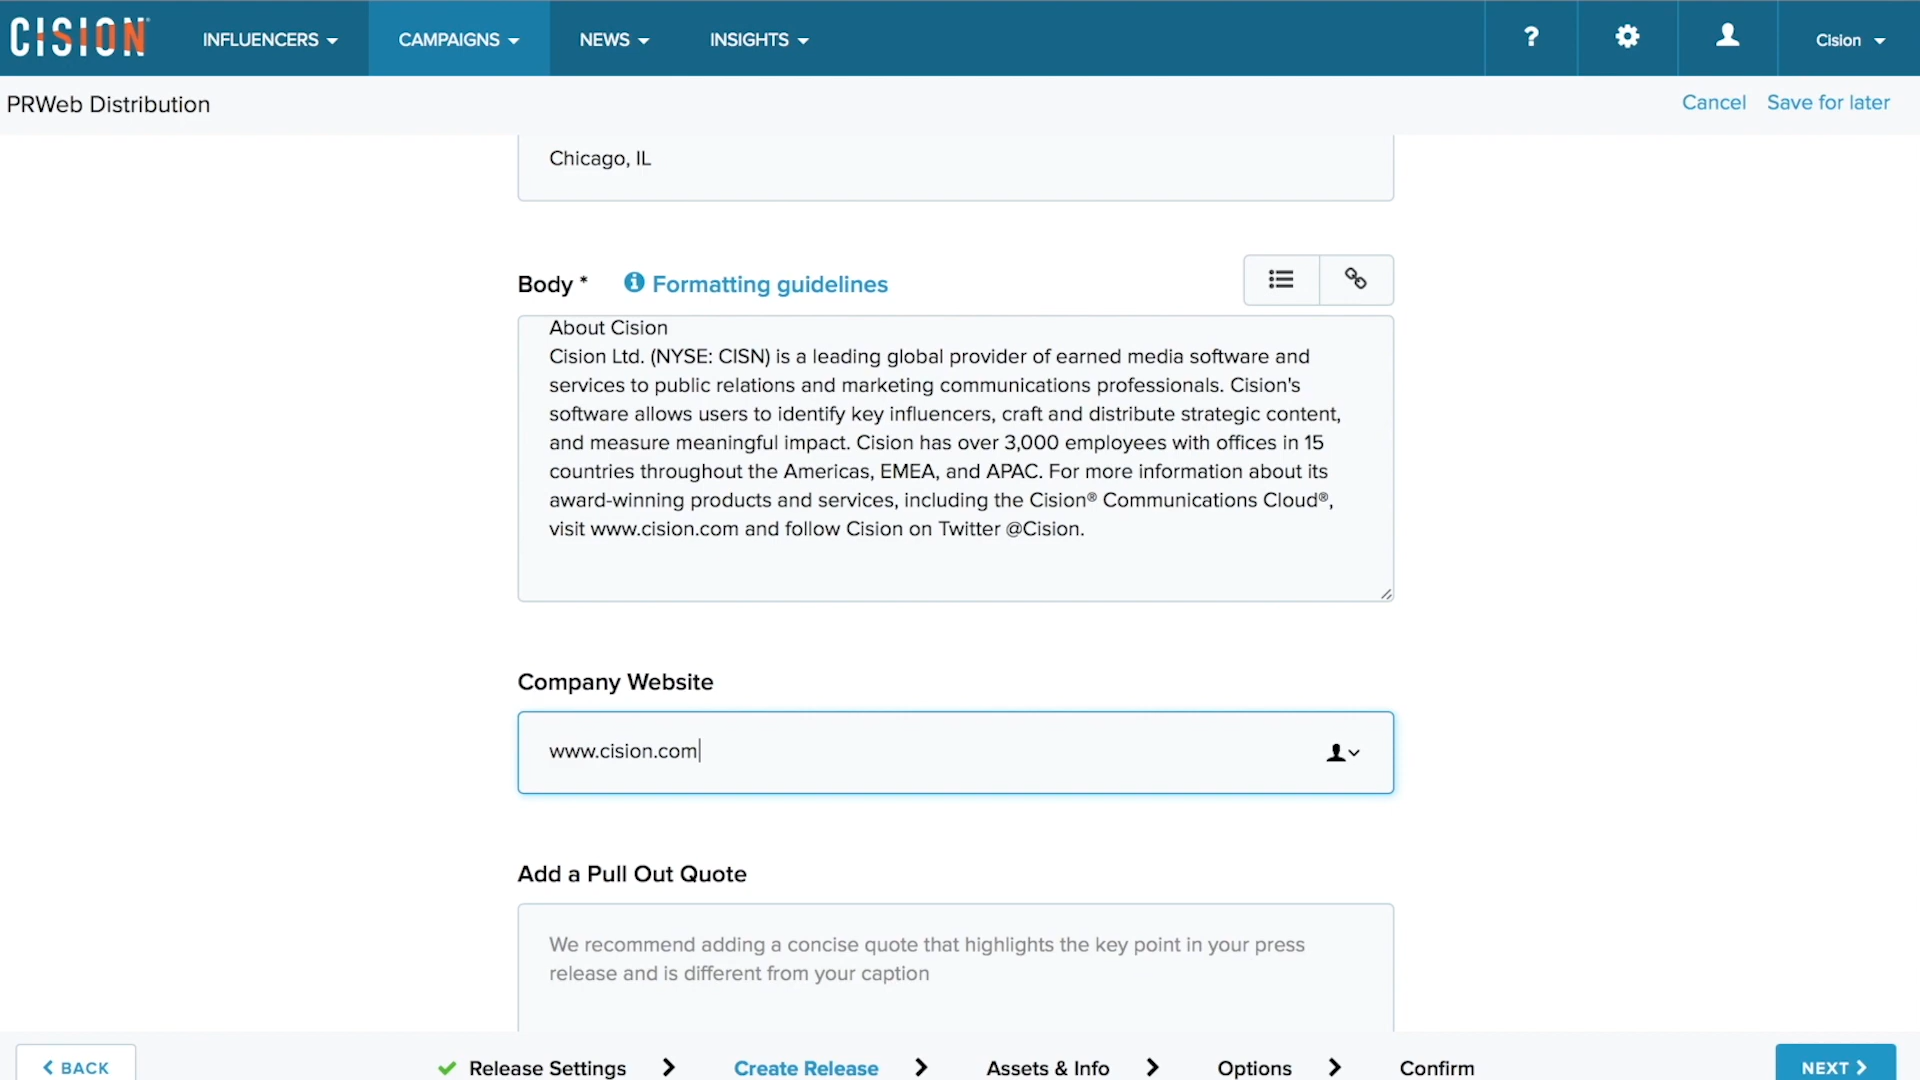 CISION INFLUENCERS CAMPAIGNS NEWS INSIGHTS ? Cision
PRWeb Distribution Cancel Save for later
Chicago, IL
Body * Formatting guidelines
About Cision
Cision Ltd. (NYSE: CISN) is a leading global provider of earned media software and
services to public relations and marketing communications professionals. Cision's
software allows users to identify key influencers, craft and distribute strategic content,
and measure meaningful impact. Cision has over 3,000 employees with offices in 15
countries throughout the Americas, EMEA, and APAC. For more information about its
award-winning products and services, including the Cision® Communications Cloud®,
visit www.cision.com and follow Cision on Twitter @Cision.
Company Website
www.cision.com
Add a Pull Out Quote
We recommend adding a concise quote that highlights the key point in your press
release and is different from your caption
BACK Release Settings Create Release Assets & Info Options Confirm NEXT